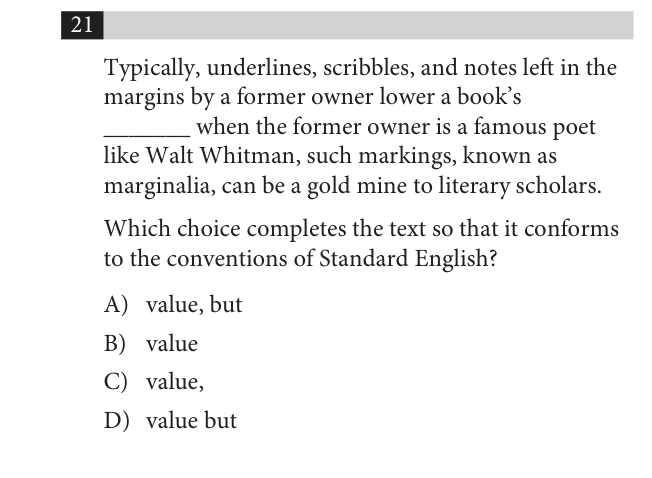 21
Typically, underlines, scribbles, and notes left in the
margins by a former owner lower a book’s
_______ when the former owner is a famous poet
like Walt Whitman, such markings, known as
marginalia, can be a gold mine to literary scholars.
Which choice completes the text so that it conforms
to the conventions of Standard English?
A) value, but
B) value
C) value,
D) value but